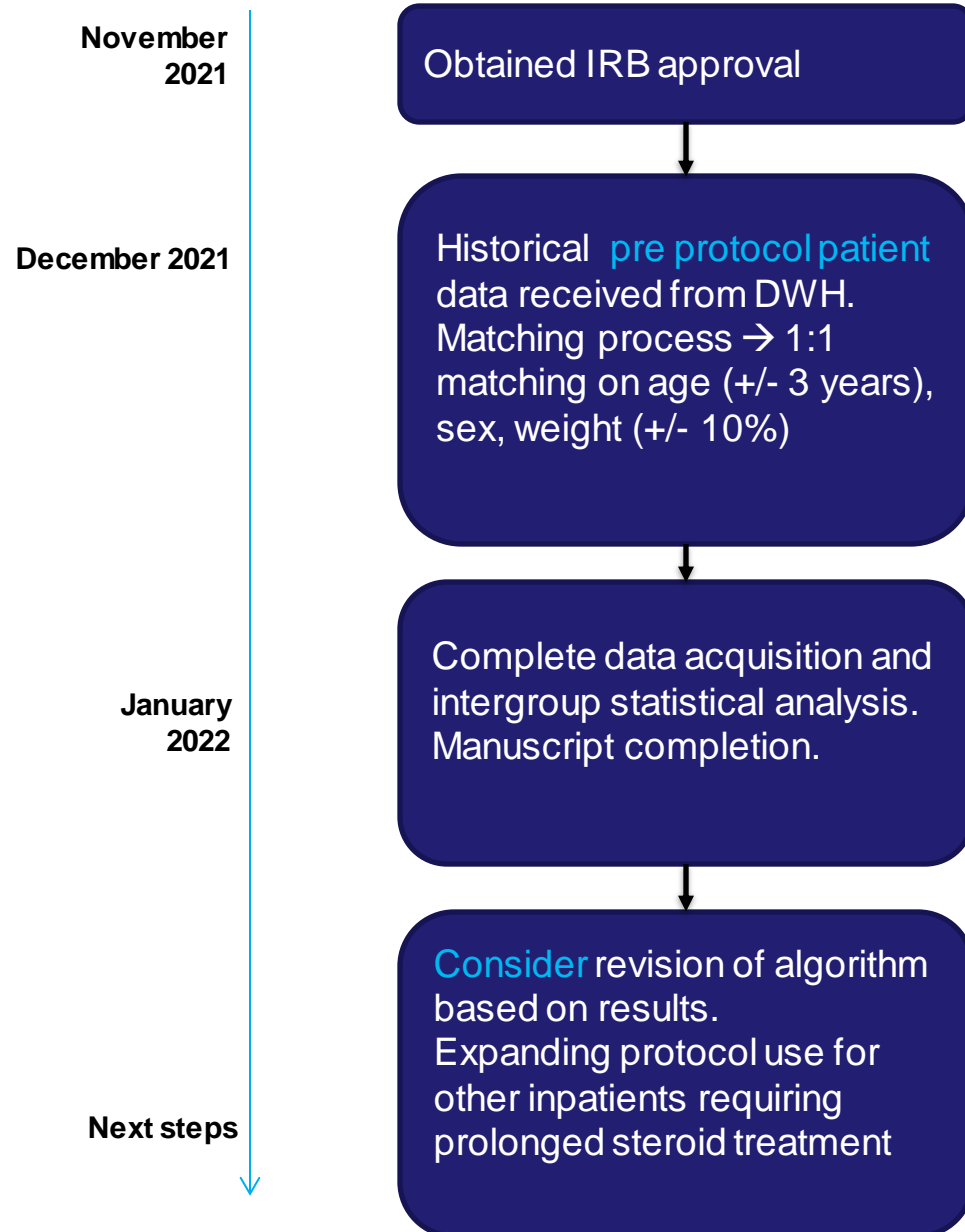 November
2021
Obtained IRB approval
December 2021
Historical pre protocol patient
data received from DWH.
Matching process → 1:1
matching on age (+/- 3 years),
sex, weight (+/- 10%)
January
2022
Complete data acquisition and
intergroup statistical analysis.
Manuscript completion.
Next steps
Consider revision of algorithm
based on results.
Expanding protocol use for
other inpatients requiring
prolonged steroid treatment